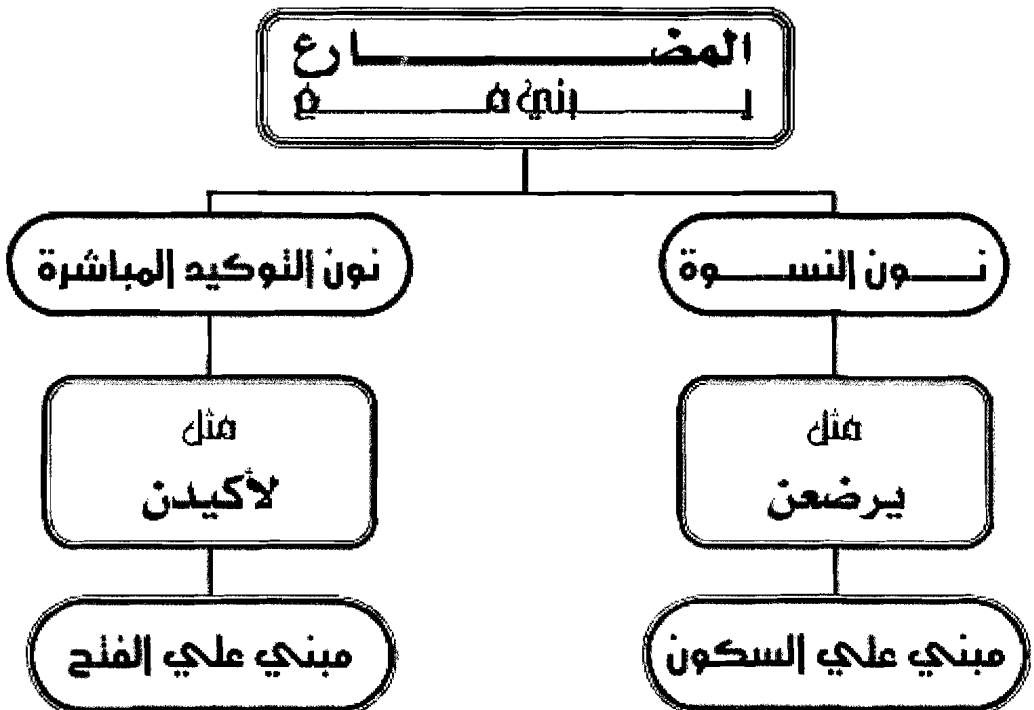 المضارع
يبني مع
نون النسوة
نون التوكيد المباشرة
مثل
يرضعن
مثل
لأكيدن
مبني علي السكون
مبني علي الفتح